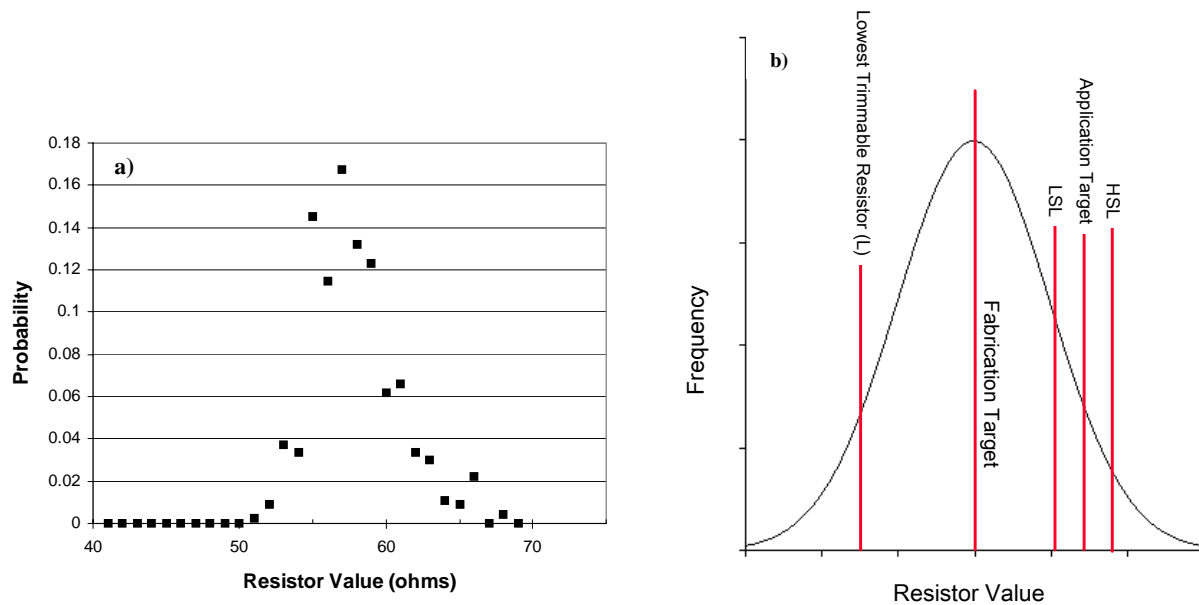 a)
0.18
0.16
0.14
0.12
0.1
0.08
0.06
0.04
0.02
0
40
50
60
70
Probability
Resistor Value (ohms)
b)
Lowest Trimmable Resistor (L)
Fabrication Target
LSL
Application Target
HSL
Frequency
Resistor Value